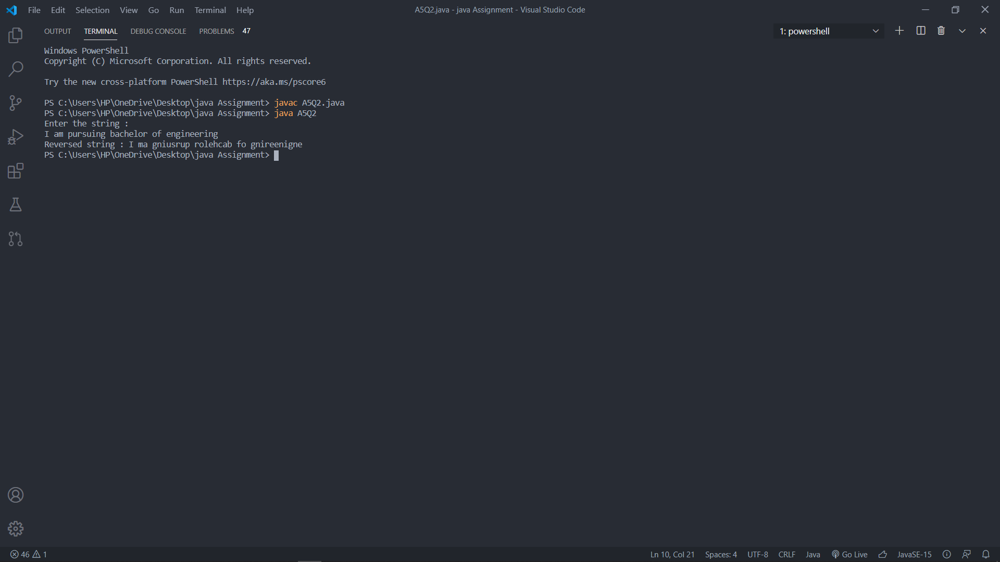 File Edit Selection View Go Run Terminal Help A5Q2.java - java Assignment - Visual Studio Code
OUTPUT TERMINAL DEBUG CONSOLE PROBLEMS 47 1: powershell
Windows PowerShell
Copyright (C) Microsoft Corporation. All rights reserved.
Try the new cross-platform PowerShell https://aka.ms/pscore6
PS C:\Users\HP\OneDrive\Desktop\java Assignment> javac A5Q2.java
PS C:\Users\HP\OneDrive\Desktop\java Assignment> java A5Q2
Enter the string :
I am pursuing bachelor of engineering
Reversed string : I ma gniusrup rolehcab fo gnireenigne
PS C:\Users\HP\OneDrive\Desktop\java Assignment>
46 1 Ln 10, Col 21 Spaces: 4 UTF-8 CRLF Java Go Live JavaSE-15